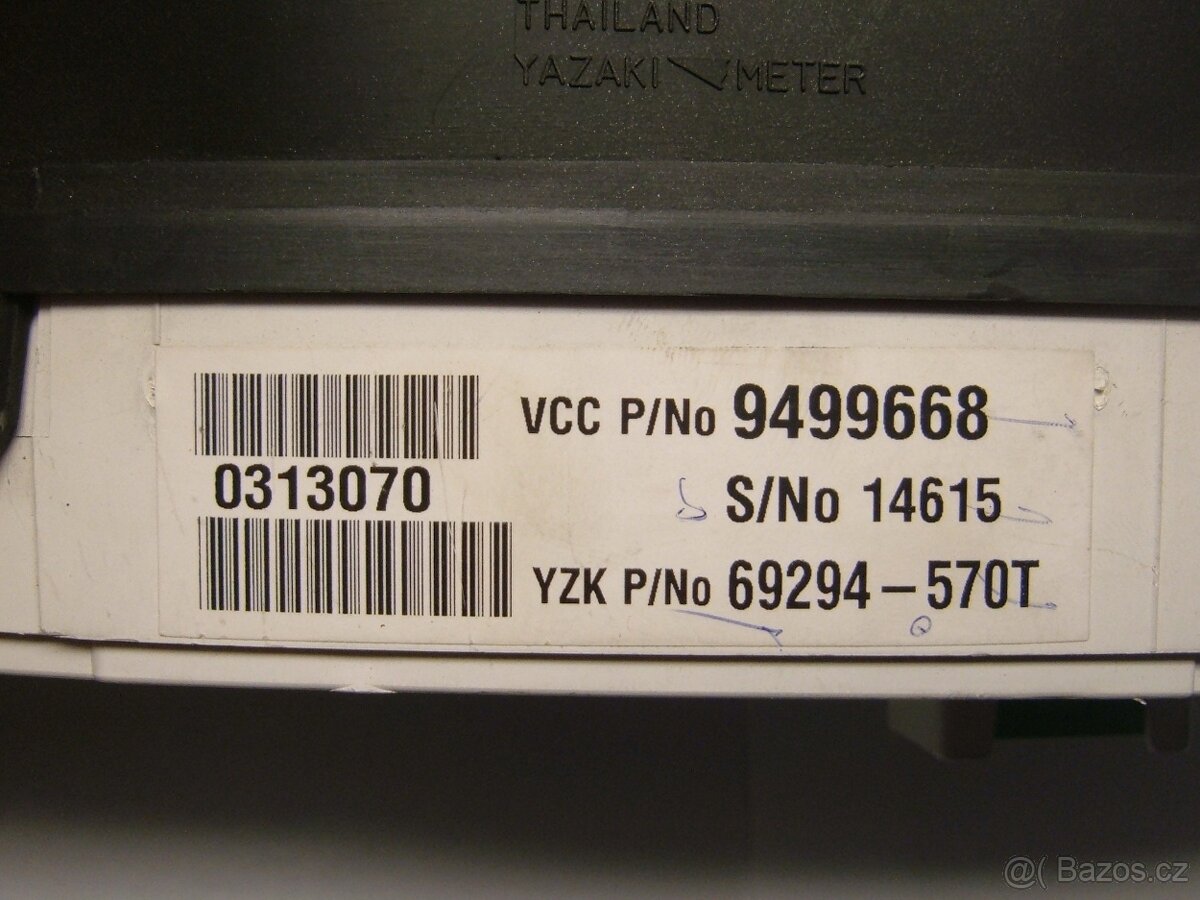 THAILAND
YAZAKI METER
VCC P/No 9499668
0313070
S/No 14615
YZK P/No 69294-570T
@( Bazos.cz